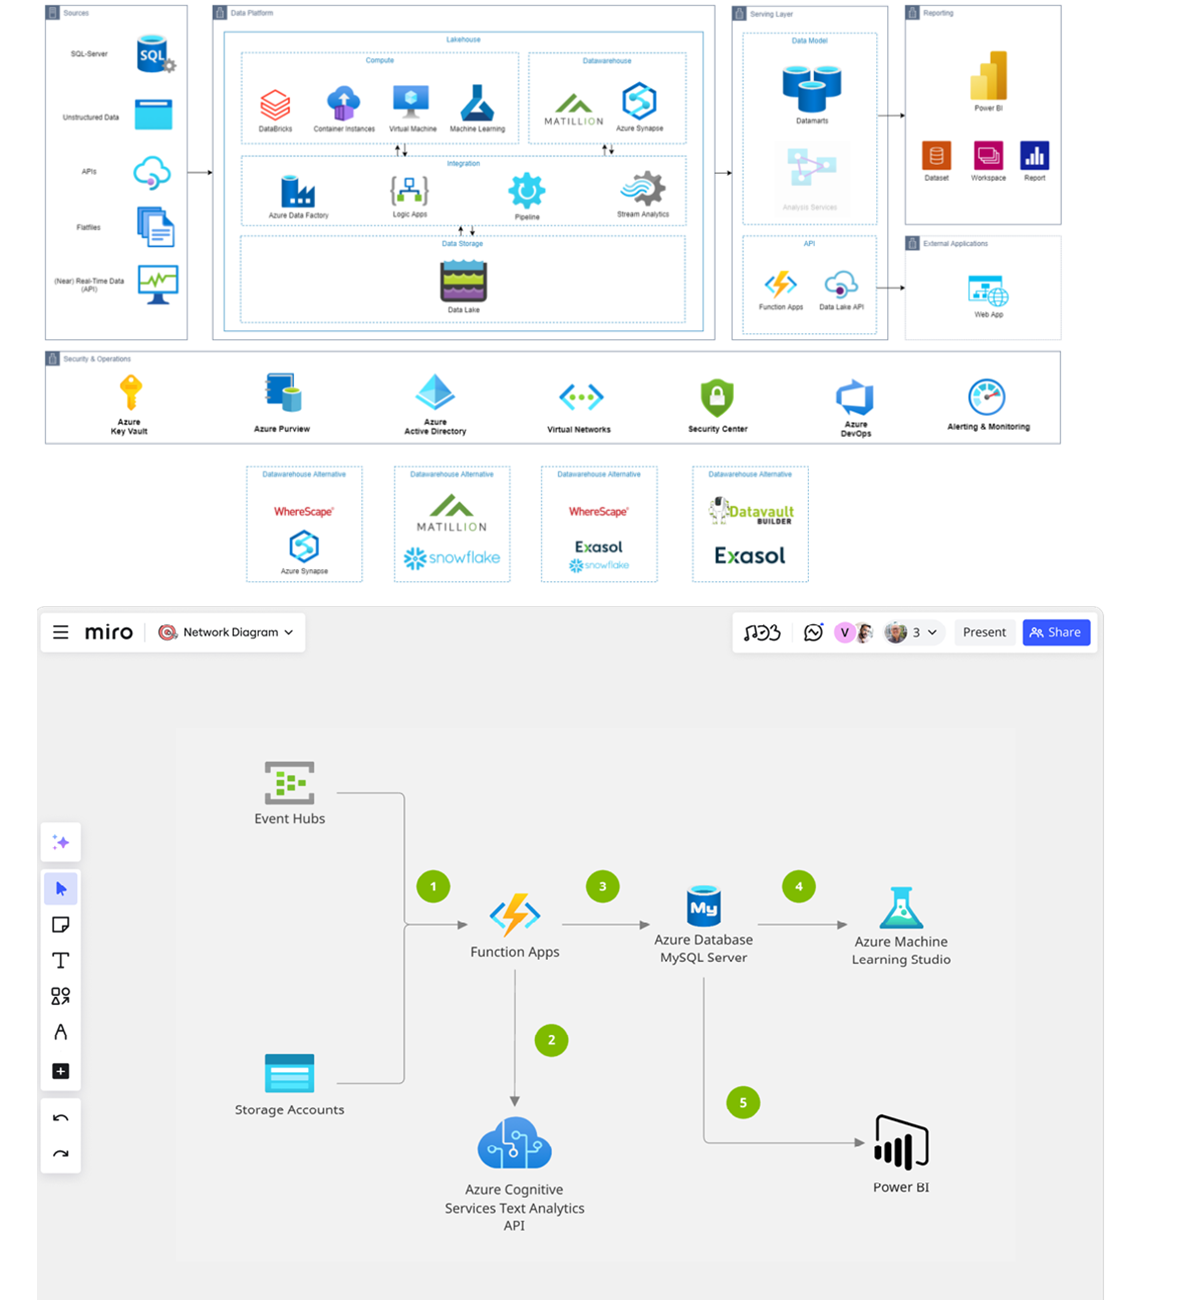 Sources
SQL-Server
SQL
Unstructured Data
APIs
Flatfiles
(Near) Real-Time Data
(API)
Data Platform
Lakehouse
Compute
DataBricks
Container Instances
Virtual Machine
Machine Learning
Datawarehouse
MATILLION
Azure Synapse
Integration
Azure Data Factory
Logic Apps
Pipeline
Stream Analytics
Data Storage
Data Lake
Serving Layer
Data Model
Datamarts
Analysis Services
API
Function Apps
Data Lake API
Reporting
Power BI
Dataset
Workspace
Report
External Applications
Web App
Security & Operations
Azure
Key Vault
Azure Purview
Azure
Active Directory
Virtual Networks
Security Center
Azure
DevOps
Alerting & Monitoring
Datawarehouse Alternative
WhereScape®
Azure Synapse
Datawarehouse Alternative
MATILLION
snowflake
Datawarehouse Alternative
WhereScape®
Exasol
snowflake
Datawarehouse Alternative
Datavault
BUILDER
Exasol
miro
Network Diagram
V
3
Present
Share
Event Hubs
1
Function Apps
3
My
Azure Database
MySQL Server
4
Azure Machine
Learning Studio
2
Storage Accounts
5
Azure Cognitive
Services Text Analytics
API
Power BI